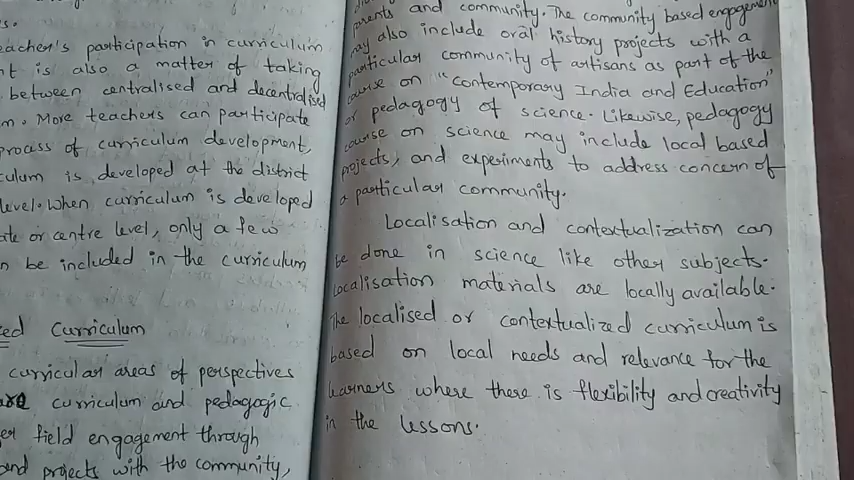 s.
eacher's participation in curriculum
nt is also a matter of taking
between centralised and decentralised
n. More teachers can participate
process of curriculum development,
culum is developed at the district
level. When curriculum is developed
ate or centre level, only a few
n be included in the curriculum
ed Curriculum
curricular areas of perspectives
are curriculum and pedagogic
er field engagement through
and projects with the community,
parents and community. The community based engagement
may also include oral history projects with a
particular community of artisans as part of the
course on "contemporary India and Education"
or pedagogy of science. Likewise, pedagogy
course on science may include local based
projects, and experiments to address concern of
a particular community.
Localisation and contextualization can
be done in science like other subjects.
Localisation materials are locally available.
The localised or contextualized curriculum is
based on local needs and relevance for the
learners where there is flexibility and creativity
in the lessons.